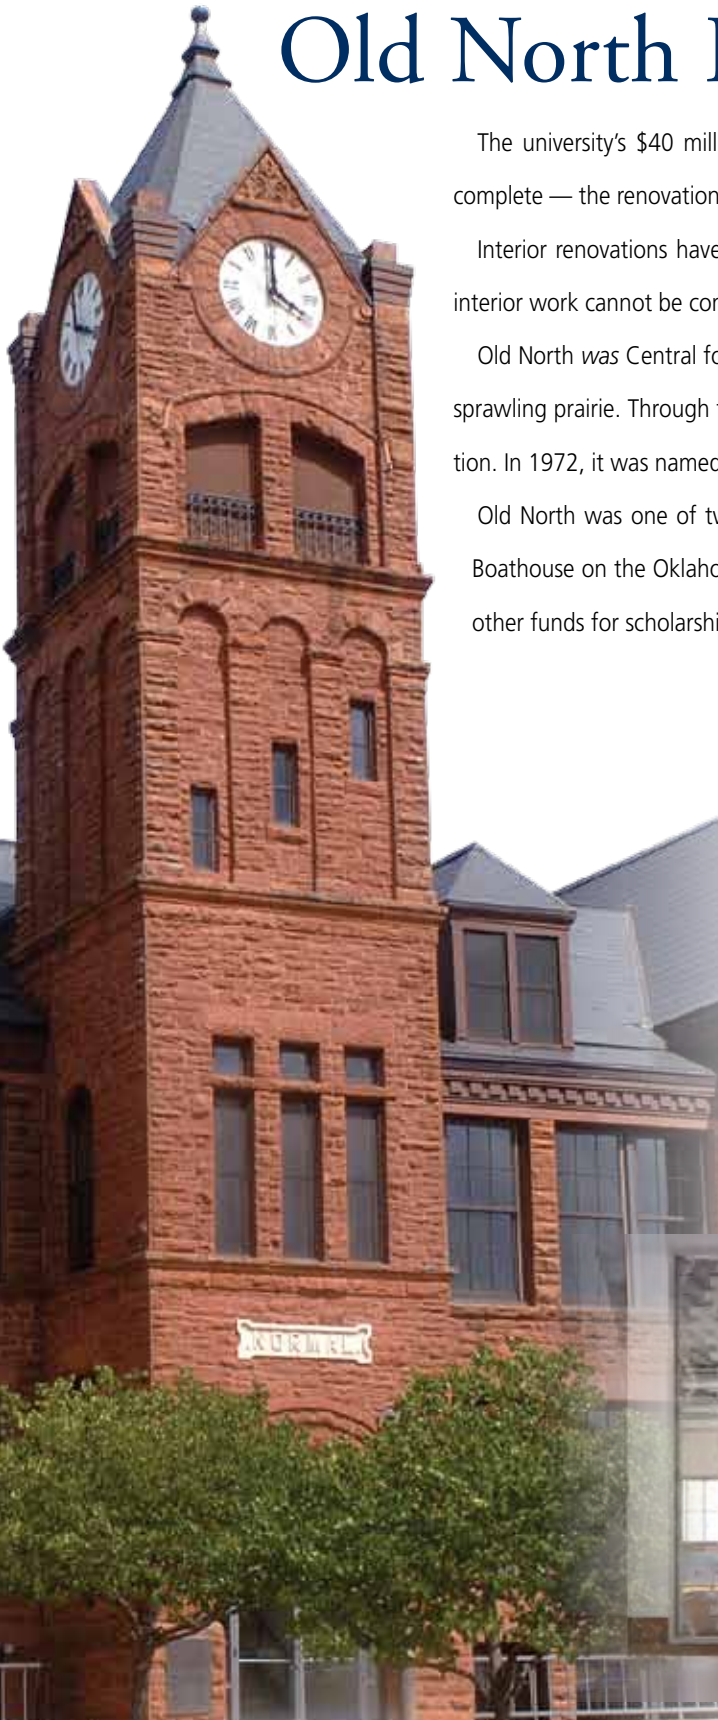 Old North
The university's $40 mill
complete — the renovation
Interior renovations have
interior work cannot be con
Old North was Central fo
sprawling prairie. Through
tion. In 1972, it was named
Old North was one of tw
Boathouse on the Oklaho
other funds for scholarshi
NORMAL